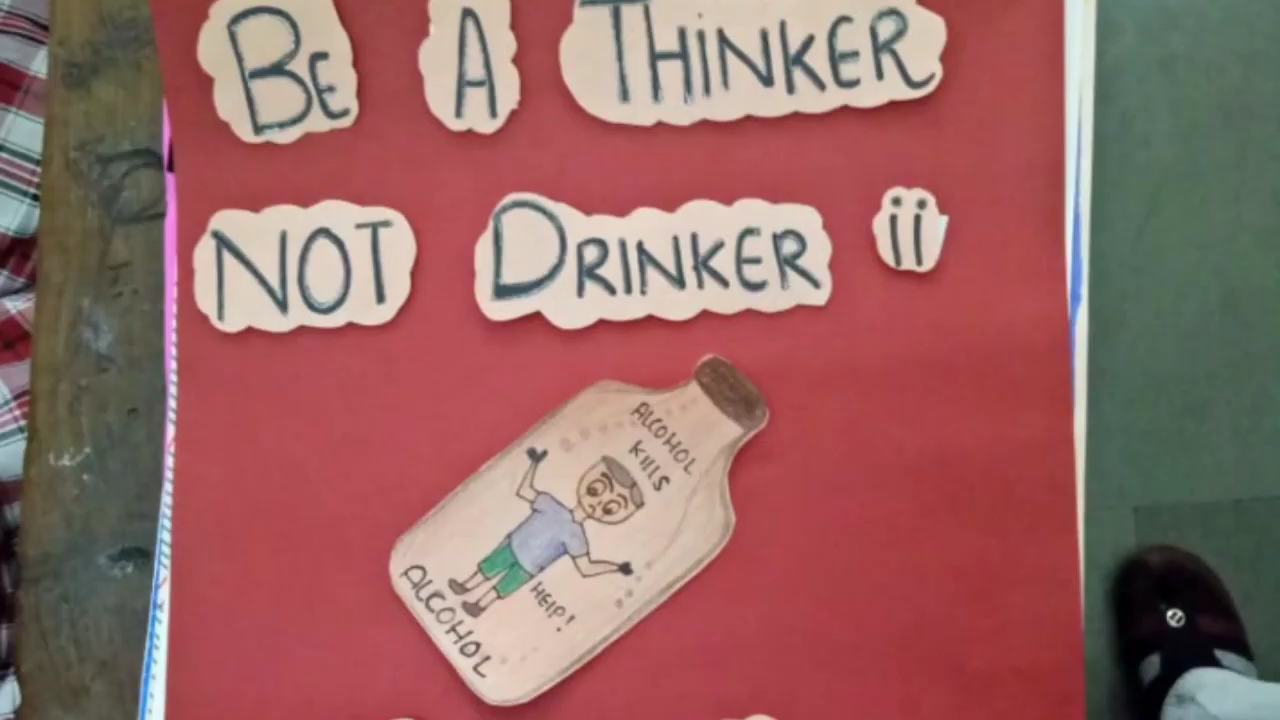 BE A THINKER
NOT DRINKER ¡¡
ALCOHOL
KILLS
HELP!
ALCOHOL